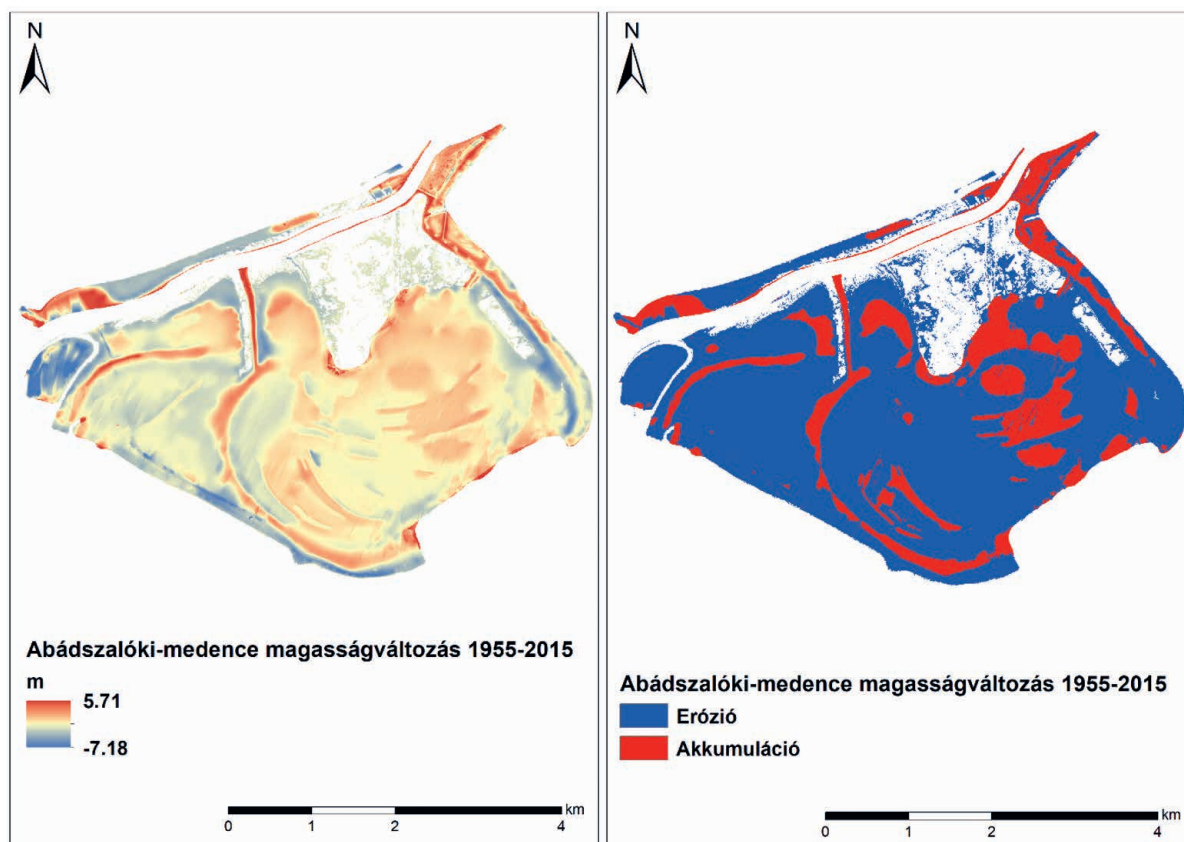 N
Abádszalóki-medence magasságváltozás 1955-2015
m
5.71
-7.18
km
0 1 2 4
N
Abádszalóki-medence magasságváltozás 1955-2015
Erózió
Akkumuláció
km
0 1 2 4